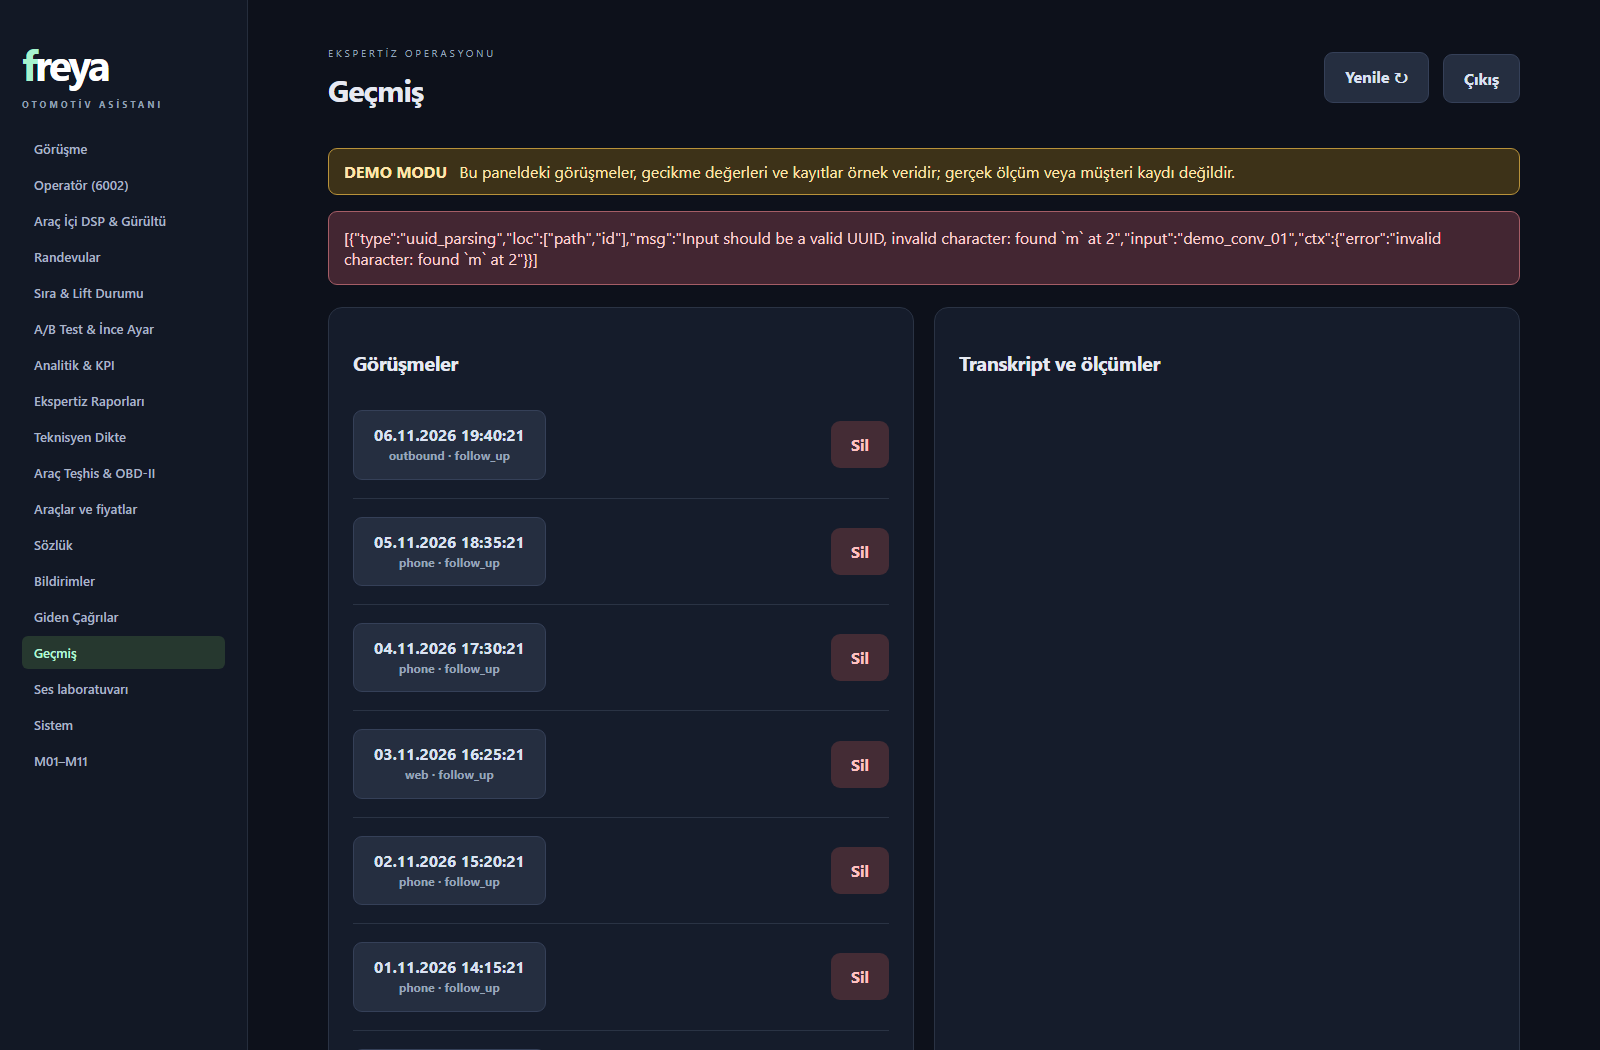 freya
OTOMOTİV ASİSTANI
Görüşme
Operatör (6002)
Araç İçi DSP & Gürültü
Randevular
Sıra & Lift Durumu
A/B Test & İnce Ayar
Analitik & KPI
Ekspertiz Raporları
Teknisyen Dikte
Araç Teşhis & OBD-II
Araçlar ve fiyatlar
Sözlük
Bildirimler
Giden Çağrılar
Geçmiş
Ses laboratuvarı
Sistem
M01–M11
EKSPERTİZ OPERASYONU
Geçmiş
Yenile ↻
Çıkış
DEMO MODU Bu paneldeki görüşmeler, gecikme değerleri ve kayıtlar örnek veridir; gerçek ölçüm veya müşteri kaydı değildir.
[{"type":"uuid_parsing","loc":["path","id"],"msg":"Input should be a valid UUID, invalid character: found `m` at 2","input":"demo_conv_01","ctx":{"error":"invalid
character: found `m` at 2"}}]
Görüşmeler
06.11.2026 19:40:21
outbound · follow_up
Sil
05.11.2026 18:35:21
phone · follow_up
Sil
04.11.2026 17:30:21
phone · follow_up
Sil
03.11.2026 16:25:21
web · follow_up
Sil
02.11.2026 15:20:21
phone · follow_up
Sil
01.11.2026 14:15:21
phone · follow_up
Sil
Transkript ve ölçümler